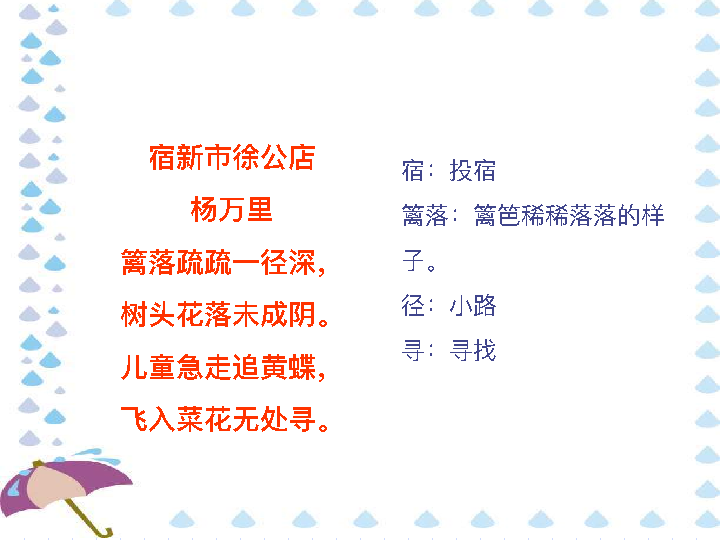 宿新市徐公店
杨万里
篱落疏疏一径深，
树头花落未成阴。
儿童急走追黄蝶，
飞入菜花无处寻。
宿：投宿
篱落：篱笆稀稀落落的样
子。
径：小路
寻：寻找